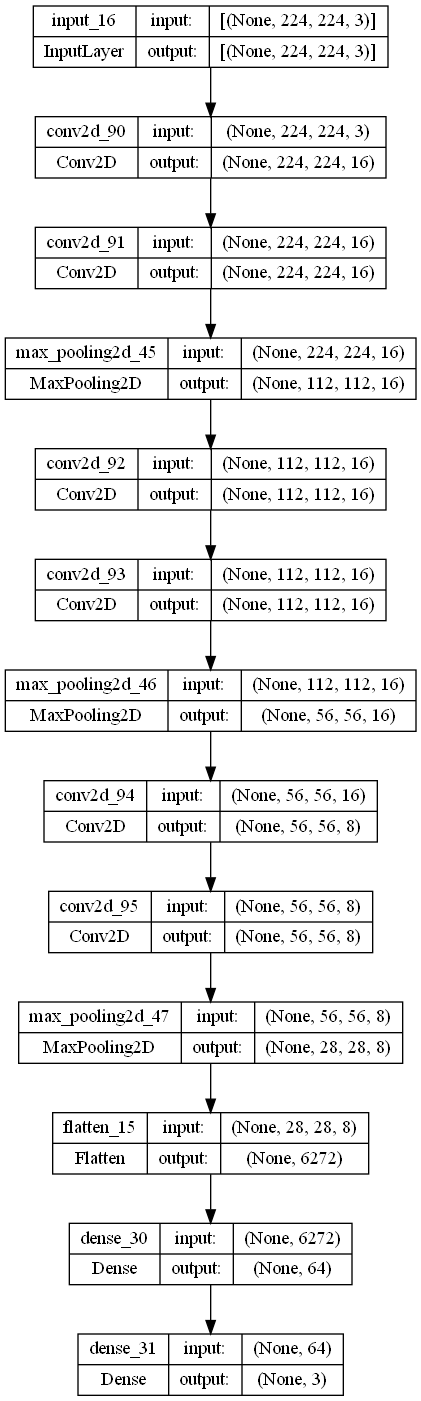 input_16 input: [(None, 224, 224, 3)]
InputLayer output: [(None, 224, 224, 3)]
conv2d_90 input: (None, 224, 224, 3)
Conv2D output: (None, 224, 224, 16)
conv2d_91 input: (None, 224, 224, 16)
Conv2D output: (None, 224, 224, 16)
max_pooling2d_45 input: (None, 224, 224, 16)
MaxPooling2D output: (None, 112, 112, 16)
conv2d_92 input: (None, 112, 112, 16)
Conv2D output: (None, 112, 112, 16)
conv2d_93 input: (None, 112, 112, 16)
Conv2D output: (None, 112, 112, 16)
max_pooling2d_46 input: (None, 112, 112, 16)
MaxPooling2D output: (None, 56, 56, 16)
conv2d_94 input: (None, 56, 56, 16)
Conv2D output: (None, 56, 56, 8)
conv2d_95 input: (None, 56, 56, 8)
Conv2D output: (None, 56, 56, 8)
max_pooling2d_47 input: (None, 56, 56, 8)
MaxPooling2D output: (None, 28, 28, 8)
flatten_15 input: (None, 28, 28, 8)
Flatten output: (None, 6272)
dense_30 input: (None, 6272)
Dense output: (None, 64)
dense_31 input: (None, 64)
Dense output: (None, 3)